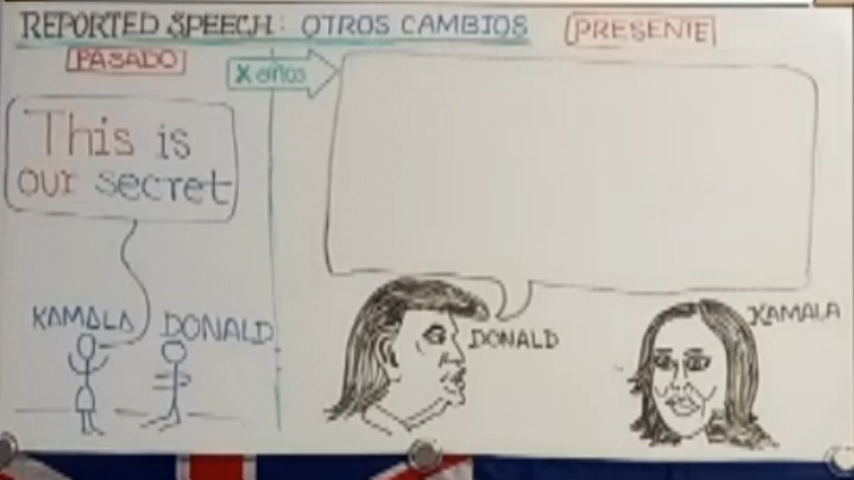 REPORTED SPEECH: OTROS CAMBIOS
PRESENTE
PASADO
X años
This is
our secret
KAMALA
DONALD
DONALD
KAMALA